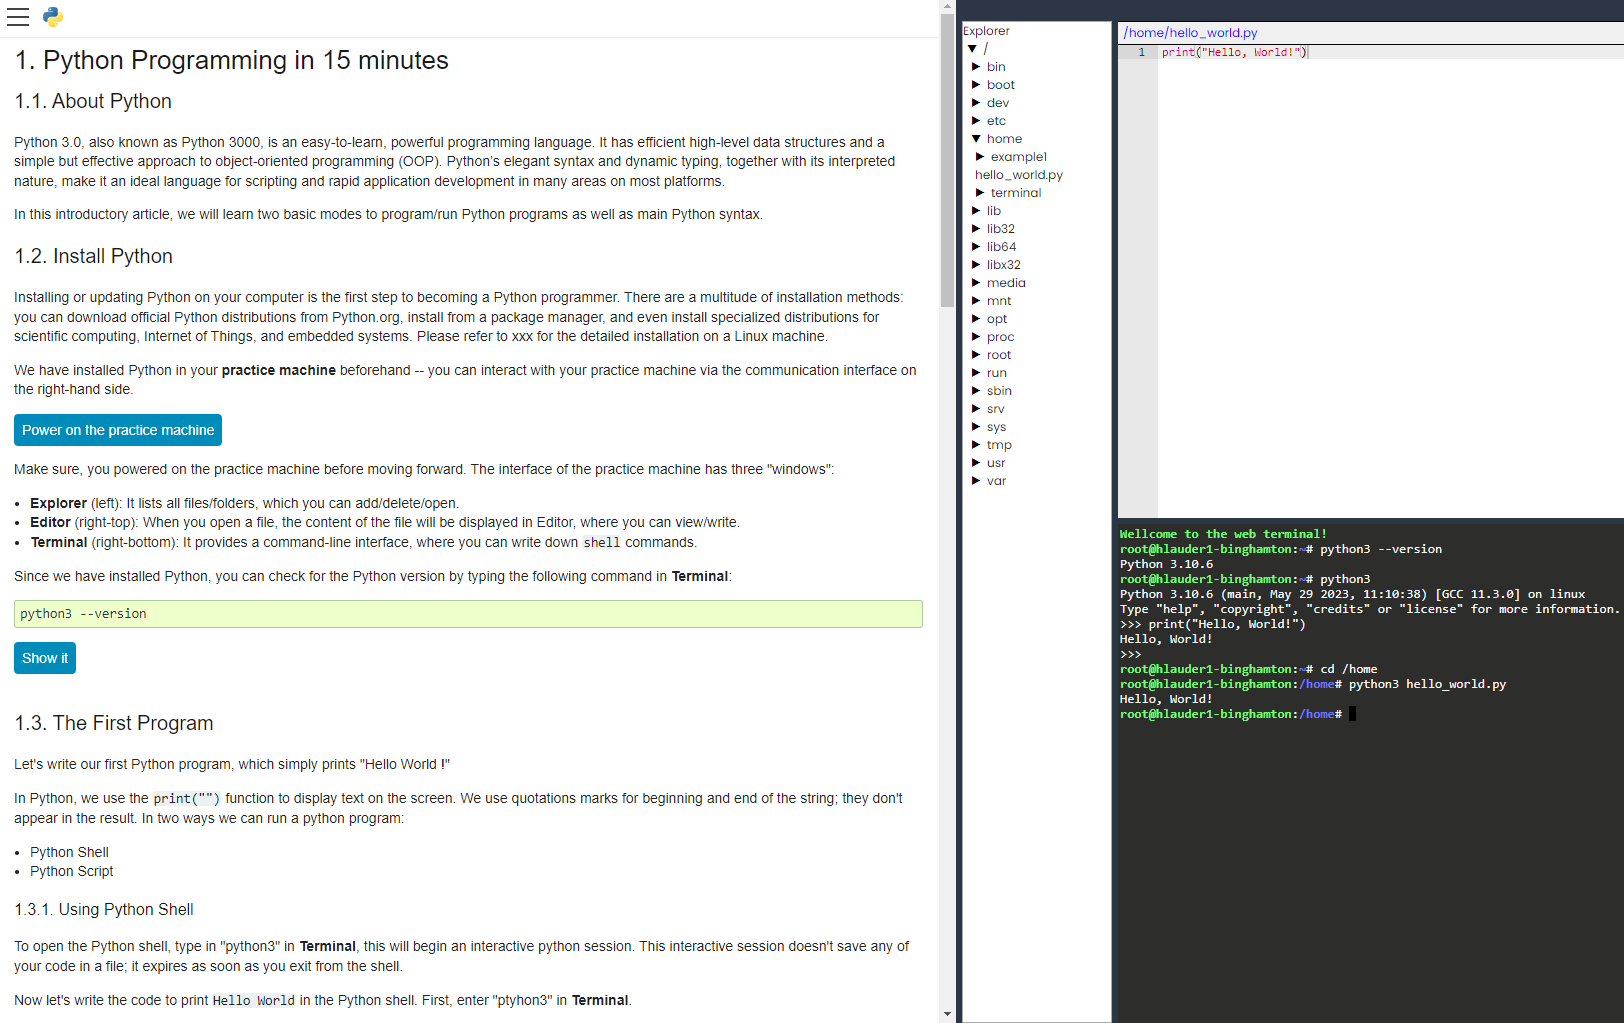 1. Python Programming in 15 minutes
1.1. About Python
Python 3.0, also known as Python 3000, is an easy-to-learn, powerful programming language. It has efficient high-level data structures and a
simple but effective approach to object-oriented programming (OOP). Python's elegant syntax and dynamic typing, together with its interpreted
nature, make it an ideal language for scripting and rapid application development in many areas on most platforms.
In this introductory article, we will learn two basic modes to program/run Python programs as well as main Python syntax.
1.2. Install Python
Installing or updating Python on your computer is the first step to becoming a Python programmer. There are a multitude of installation methods:
you can download official Python distributions from Python.org, install from a package manager, and even install specialized distributions for
scientific computing, Internet of Things, and embedded systems. Please refer to xxx for the detailed installation on a Linux machine.
We have installed Python in your practice machine beforehand -- you can interact with your practice machine via the communication interface on
the right-hand side.
Power on the practice machine
Make sure, you powered on the practice machine before moving forward. The interface of the practice machine has three "windows":
• Explorer (left): It lists all files/folders, which you can add/delete/open.
• Editor (right-top): When you open a file, the content of the file will be displayed in Editor, where you can view/write.
• Terminal (right-bottom): It provides a command-line interface, where you can write down shell commands.
Since we have installed Python, you can check for the Python version by typing the following command in Terminal:
python3 --version
Show it
1.3. The First Program
Let's write our first Python program, which simply prints "Hello World !"
In Python, we use the print("") function to display text on the screen. We use quotations marks for beginning and end of the string; they don't
appear in the result. In two ways we can run a python program:
• Python Shell
• Python Script
1.3.1. Using Python Shell
To open the Python shell, type in "python3" in Terminal, this will begin an interactive python session. This interactive session doesn't save any of
your code in a file; it expires as soon as you exit from the shell.
Now let's write the code to print Hello World in the Python shell. First, enter "ptyhon3" in Terminal.
Explorer
/
bin
boot
dev
etc
home
example1
hello_world.py
terminal
lib
lib32
lib64
libx32
media
mnt
opt
proc
root
run
sbin
srv
sys
tmp
usr
var
/home/hello_world.py
1 print("Hello, World!")
Wellcome to the web terminal!
root@hlauder1-binghamton:~# python3 --version
Python 3.10.6
root@hlauder1-binghamton:~# python3
Python 3.10.6 (main, May 29 2023, 11:10:38) [GCC 11.3.0] on linux
Type "help", "copyright", "credits" or "license" for more information.
>>> print("Hello, World!")
Hello, World!
>>>
root@hlauder1-binghamton:~# cd /home
root@hlauder1-binghamton:/home# python3 hello_world.py
Hello, World!
root@hlauder1-binghamton:/home#